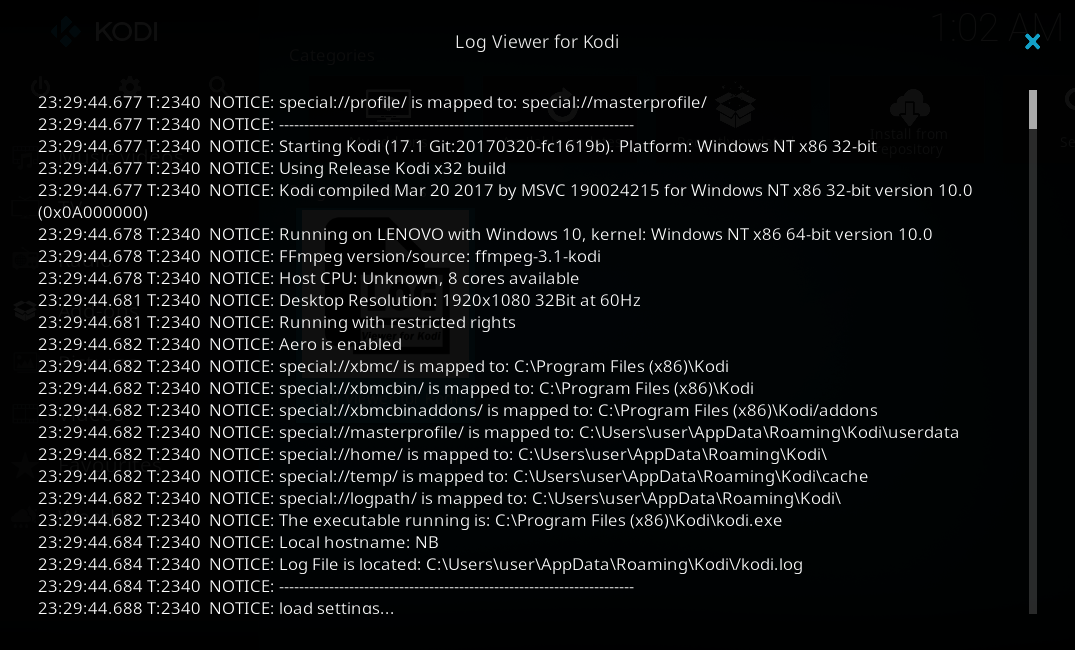 KODI
1:02 AM
Log Viewer for Kodi
Categories
23:29:44.677 T:2340 NOTICE: special://profile/ is mapped to: special://masterprofile/
23:29:44.677 T:2340 NOTICE: -----------------------------------------------------------------------
23:29:44.677 T:2340 NOTICE: Starting Kodi (17.1 Git:20170320-fc1619b). Platform: Windows NT x86 32-bit
23:29:44.677 T:2340 NOTICE: Using Release Kodi x32 build
23:29:44.677 T:2340 NOTICE: Kodi compiled Mar 20 2017 by MSVC 190024215 for Windows NT x86 32-bit version 10.0
(0x0A000000)
23:29:44.678 T:2340 NOTICE: Running on LENOVO with Windows 10, kernel: Windows NT x86 64-bit version 10.0
23:29:44.678 T:2340 NOTICE: FFmpeg version/source: ffmpeg-3.1-kodi
23:29:44.678 T:2340 NOTICE: Host CPU: Unknown, 8 cores available
23:29:44.681 T:2340 NOTICE: Desktop Resolution: 1920x1080 32Bit at 60Hz
23:29:44.681 T:2340 NOTICE: Running with restricted rights
23:29:44.682 T:2340 NOTICE: Aero is enabled
23:29:44.682 T:2340 NOTICE: special://xbmc/ is mapped to: C:\Program Files (x86)\Kodi
23:29:44.682 T:2340 NOTICE: special://xbmcbin/ is mapped to: C:\Program Files (x86)\Kodi
23:29:44.682 T:2340 NOTICE: special://xbmcbinaddons/ is mapped to: C:\Program Files (x86)\Kodi/addons
23:29:44.682 T:2340 NOTICE: special://masterprofile/ is mapped to: C:\Users\user\AppData\Roaming\Kodi\userdata
23:29:44.682 T:2340 NOTICE: special://home/ is mapped to: C:\Users\user\AppData\Roaming\Kodi\
23:29:44.682 T:2340 NOTICE: special://temp/ is mapped to: C:\Users\user\AppData\Roaming\Kodi\cache
23:29:44.682 T:2340 NOTICE: special://logpath/ is mapped to: C:\Users\user\AppData\Roaming\Kodi\
23:29:44.682 T:2340 NOTICE: The executable running is: C:\Program Files (x86)\Kodi\kodi.exe
23:29:44.684 T:2340 NOTICE: Local hostname: NB
23:29:44.684 T:2340 NOTICE: Log File is located: C:\Users\user\AppData\Roaming\Kodi\/kodi.log
23:29:44.684 T:2340 NOTICE: -----------------------------------------------------------------------
23:29:44.688 T:2340 NOTICE: load settings...
Install from
repository